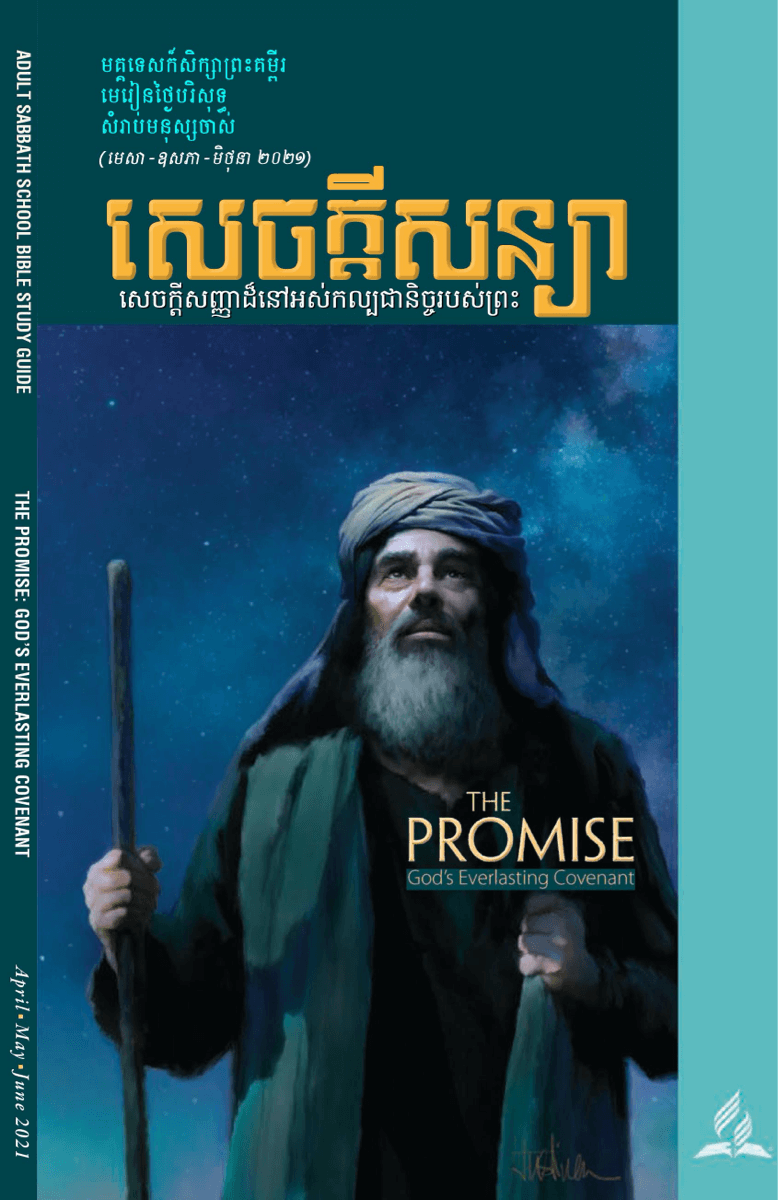 មគ្គទេសក៍សិក្សាព្រះគម្ពីរ
មេរៀនថ្ងៃបរិសុទ្ធ
សំរាប់មនុស្សចាស់
(មេសា -ឧសភា -មិថុនា ២០២១)
សេចក្តីសន្យា
សេចក្តីសញ្ញាដ៏នៅអស់កល្បជានិច្ចរបស់ព្រះ
ADULT SABBATH SCHOOL BIBLE STUDY GUIDE
THE PROMISE: GOD'S EVERLASTING COVENANT
April ▪ May ▪ June 2021
THE
PROMISE
God's Everlasting Covenant